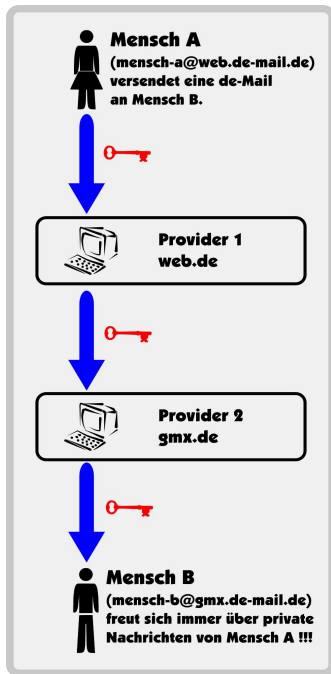 Mensch A
(mensch-a@web.de-mail.de)
versendet eine de-Mail
an Mensch B.
Provider 1
web.de
Provider 2
gmx.de
Mensch B
(mensch-b@gmx.de-mail.de)
freut sich immer über private
Nachrichten von Mensch A !!!